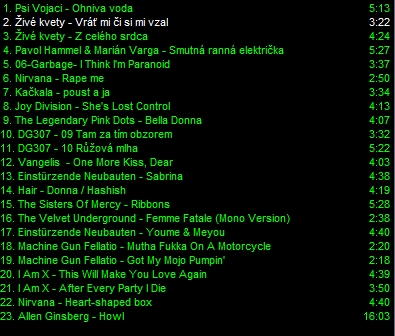 1. Psi Vojaci - Ohniva voda 5:13
2. Živé kvety - Vráť mi či si mi vzal 3:22
3. Živé kvety - Z celého srdca 4:24
4. Pavol Hammel & Marián Varga - Smutná ranná električka 5:27
5. 06-Garbage- I Think I'm Paranoid 3:37
6. Nirvana - Rape me 2:50
7. Kačkala - poust a ja 3:34
8. Joy Division - She's Lost Control 4:13
9. The Legendary Pink Dots - Bella Donna 4:07
10. DG307 - 09 Tam za tím obzorem 3:32
11. DG307 - 10 Růžová mlha 5:22
12. Vangelis - One More Kiss, Dear 4:03
13. Einstürzende Neubauten - Sabrina 4:38
14. Hair - Donna / Hashish 4:19
15. The Sisters Of Mercy - Ribbons 5:28
16. The Velvet Underground - Femme Fatale (Mono Version) 2:38
17. Einstürzende Neubauten - Youme & Meyou 4:40
18. Machine Gun Fellatio - Mutha Fukka On A Motorcycle 2:20
19. Machine Gun Fellatio - Got My Mojo Pumpin' 2:18
20. I Am X - This Will Make You Love Again 4:39
21. I Am X - After Every Party I Die 3:50
22. Nirvana - Heart-shaped box 4:40
23. Allen Ginsberg - Howl 16:03